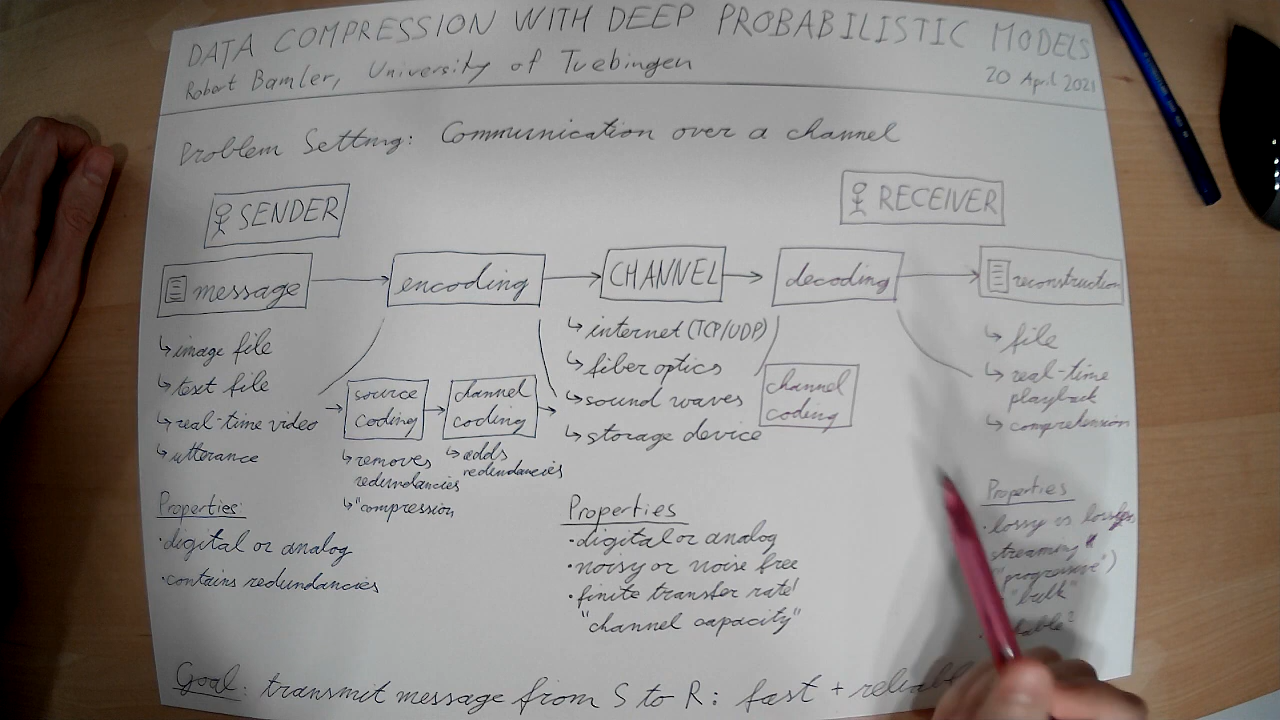 DATA COMPRESSION WITH DEEP PROBABILISTIC MODELS
Robert Bamler, University of Tuebingen
20 April 2021
Problem Setting: Communication over a channel
SENDER
RECEIVER
message
encoding
CHANNEL
decoding
reconstruction
↳ image file
↳ text file
↳ real-time video
↳ utterance
Properties:
· digital or analog
· contains redundancies
source
coding
↳ removes
redundancies
↳ "compression
channel
coding
↳ adds
redundancies
↳ internet (TCP/UDP)
↳ fiber optics
↳ sound waves
↳ storage device
Properties
· digital or analog
· noisy or noise free
· finite transfer rate
"channel capacity"
channel
coding
↳ file
↳ real-time
playback
↳ comprehension
Properties
· lossy vs lossless
streaming"
"progressive")
"bulk"
Goal: transmit message from S to R: fast +